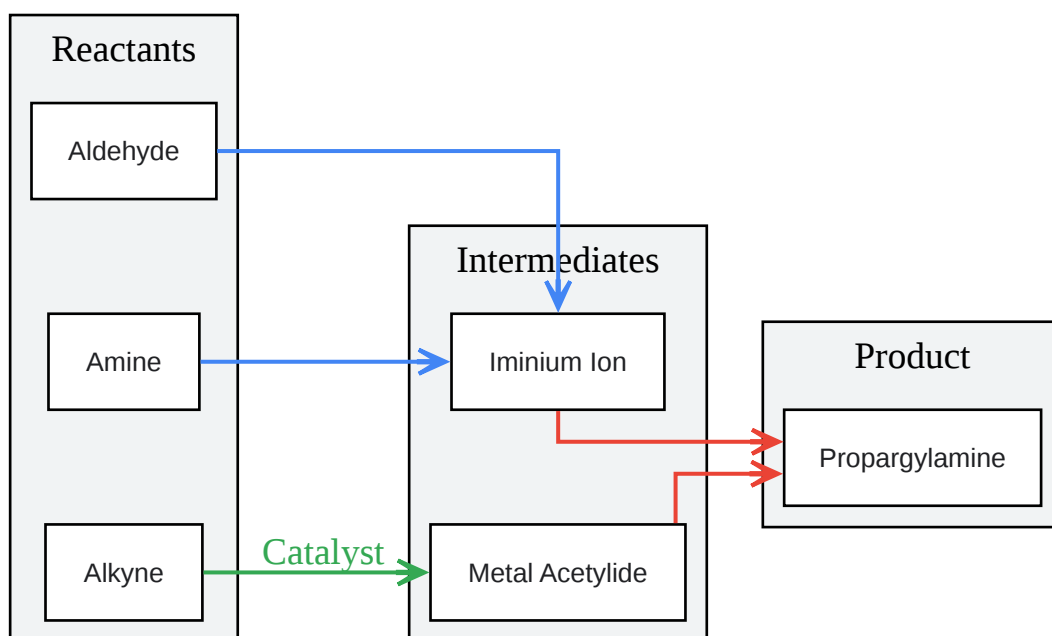 Reactants
Aldehyde
Amine
Alkyne
Catalyst
Intermediates
Iminium Ion
Metal Acetylide
Product
Propargylamine